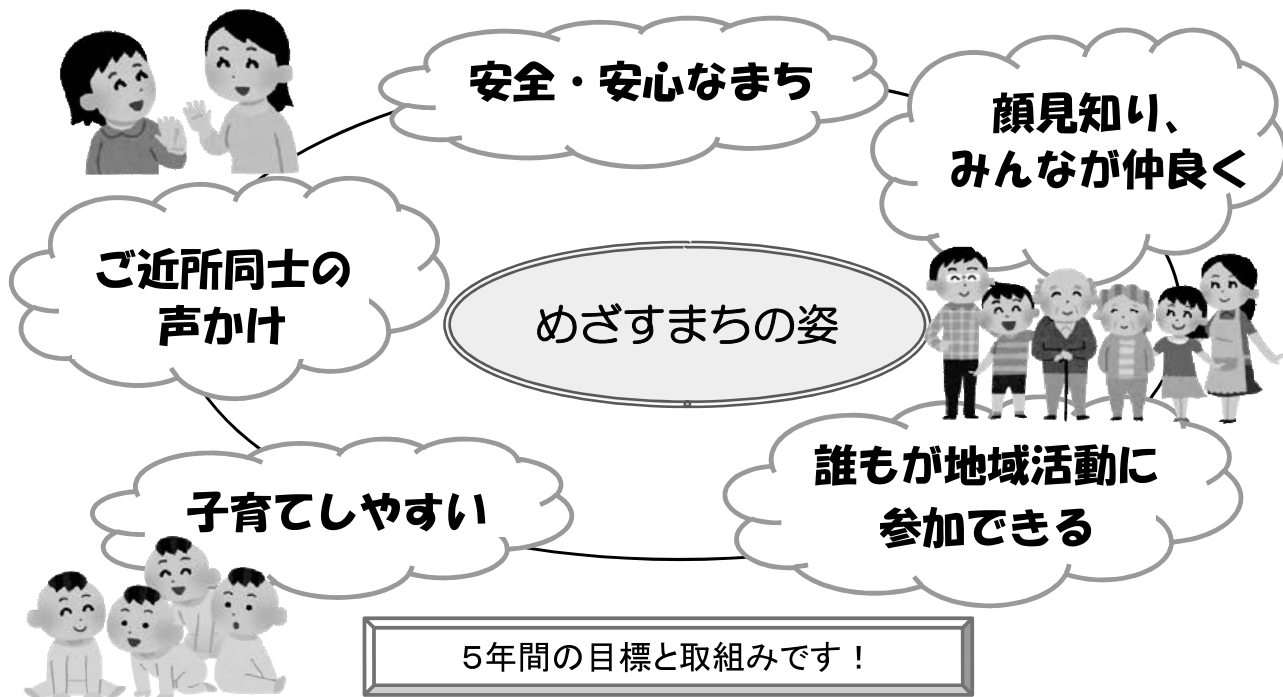 安全・安心なまち
顔見知り、
みんなが仲良く
ご近所同士の
声かけ
めざすまちの姿
誰もが地域活動に
参加できる
子育てしやすい
5年間の目標と取組みです!